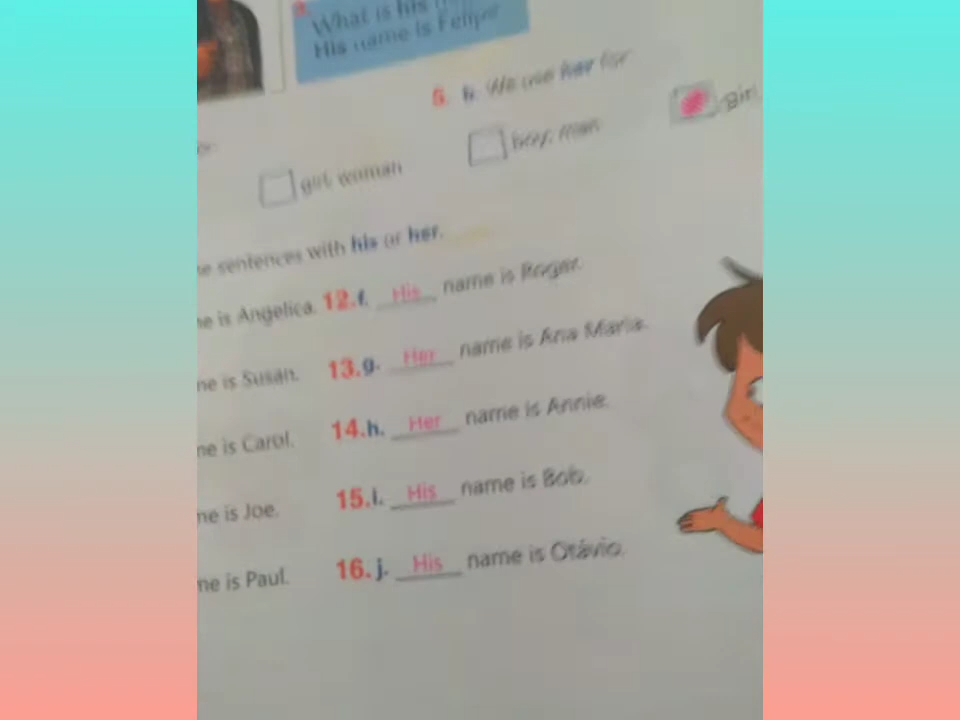 What is his
His name is Felipe
5. b. We use her for
girl, woman
boy, man
girl
sentences with his or her.
is Angelica. 12.f. His name is Roger.
is Susan. 13.g. Her name is Ana Maria.
is Carol. 14.h. Her name is Annie.
is Joe. 15.i. His name is Bob.
is Paul. 16.j. His name is Otávio.